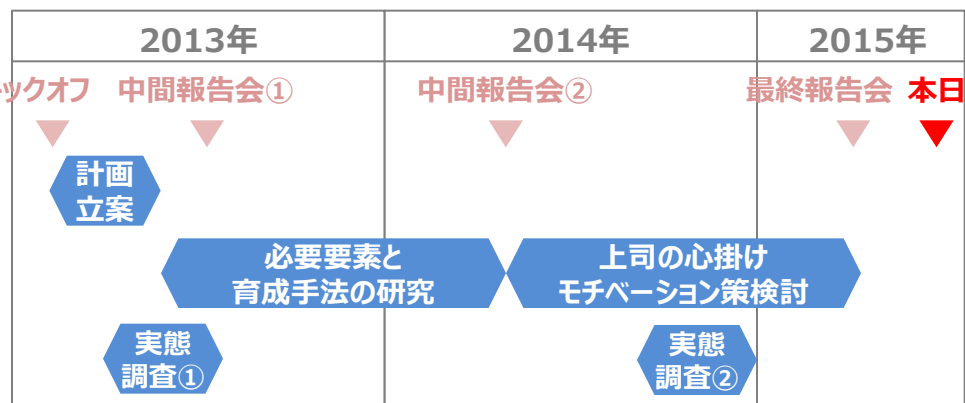 2013年
2014年
2015年
ックオフ
中間報告会①
中間報告会②
最終報告会
本日
計画
立案
必要要素と
育成手法の研究
上司の心掛け
モチベーション策検討
実態
調査①
実態
調査②